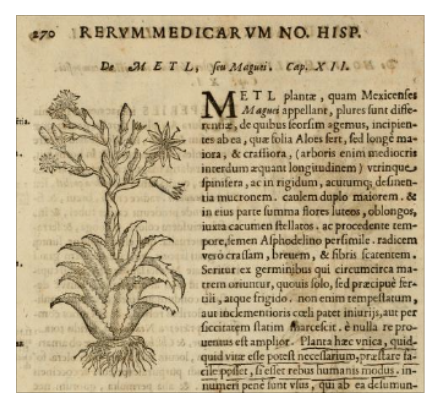 270 RERVM MEDICARVM NO. HISP.
De METL, seu Maguei. Cap. XII.
METL plantæ, quam Mexicenses
Maguei appellant, plures sunt diffe-
rentiæ, de quibus seorsim agemus, incipien-
tes ab ea, quæ folia Aloes fert, sed longè ma-
iora, & crassiora, (arboris enim mediocris
interdum æquant longitudinem) vtrinque
spinifera, ac in rigidum, acutumq; desinen-
tia mucronem. caulem duplo maiorem. &
in eius parte summa flores luteos, oblongos,
iuxta cacumen stellatos. ac procedente tem-
pore, semen Asphodelino persimile. radicem
verò crassam, breuem, & fibris scatentem.
Seritur ex germinibus qui circumcirca ma-
trem oriuntur, quouis solo, sed præcipuè fer-
tili, atque frigido. non enim tempestatum,
aut inclementioris cœli patet iniurijs, aut per
siccitatem statim marcescit. è nulla re pro-
uentus est amplior. Planta hæc vnica, quid-
quid vitæ esse potest necessarium, præstare fa-
cile posset, si esset rebus humanis modus. in-
numeri penè sunt vsus, qui ab ea desumun-